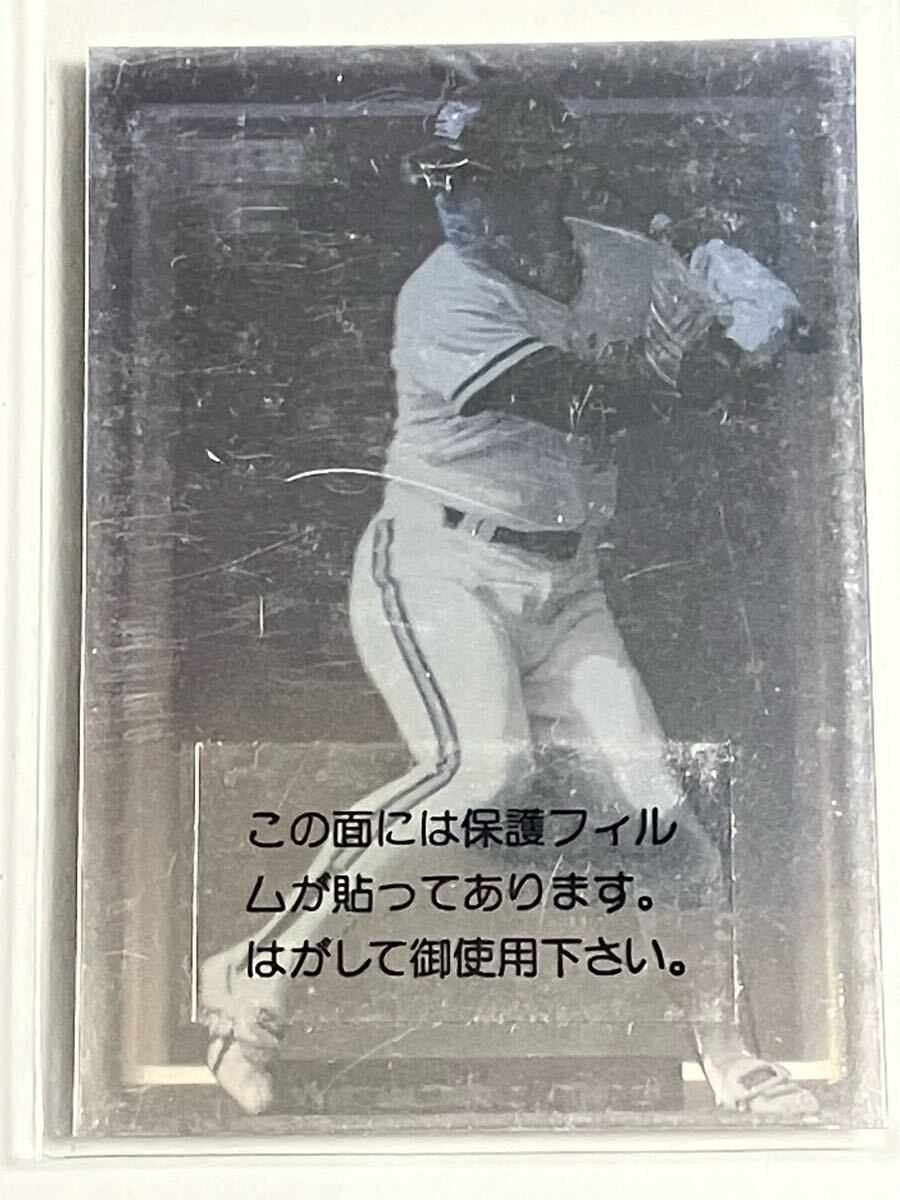 この面には保護フィル
ムが貼ってあります。
はがして御使用下さい。